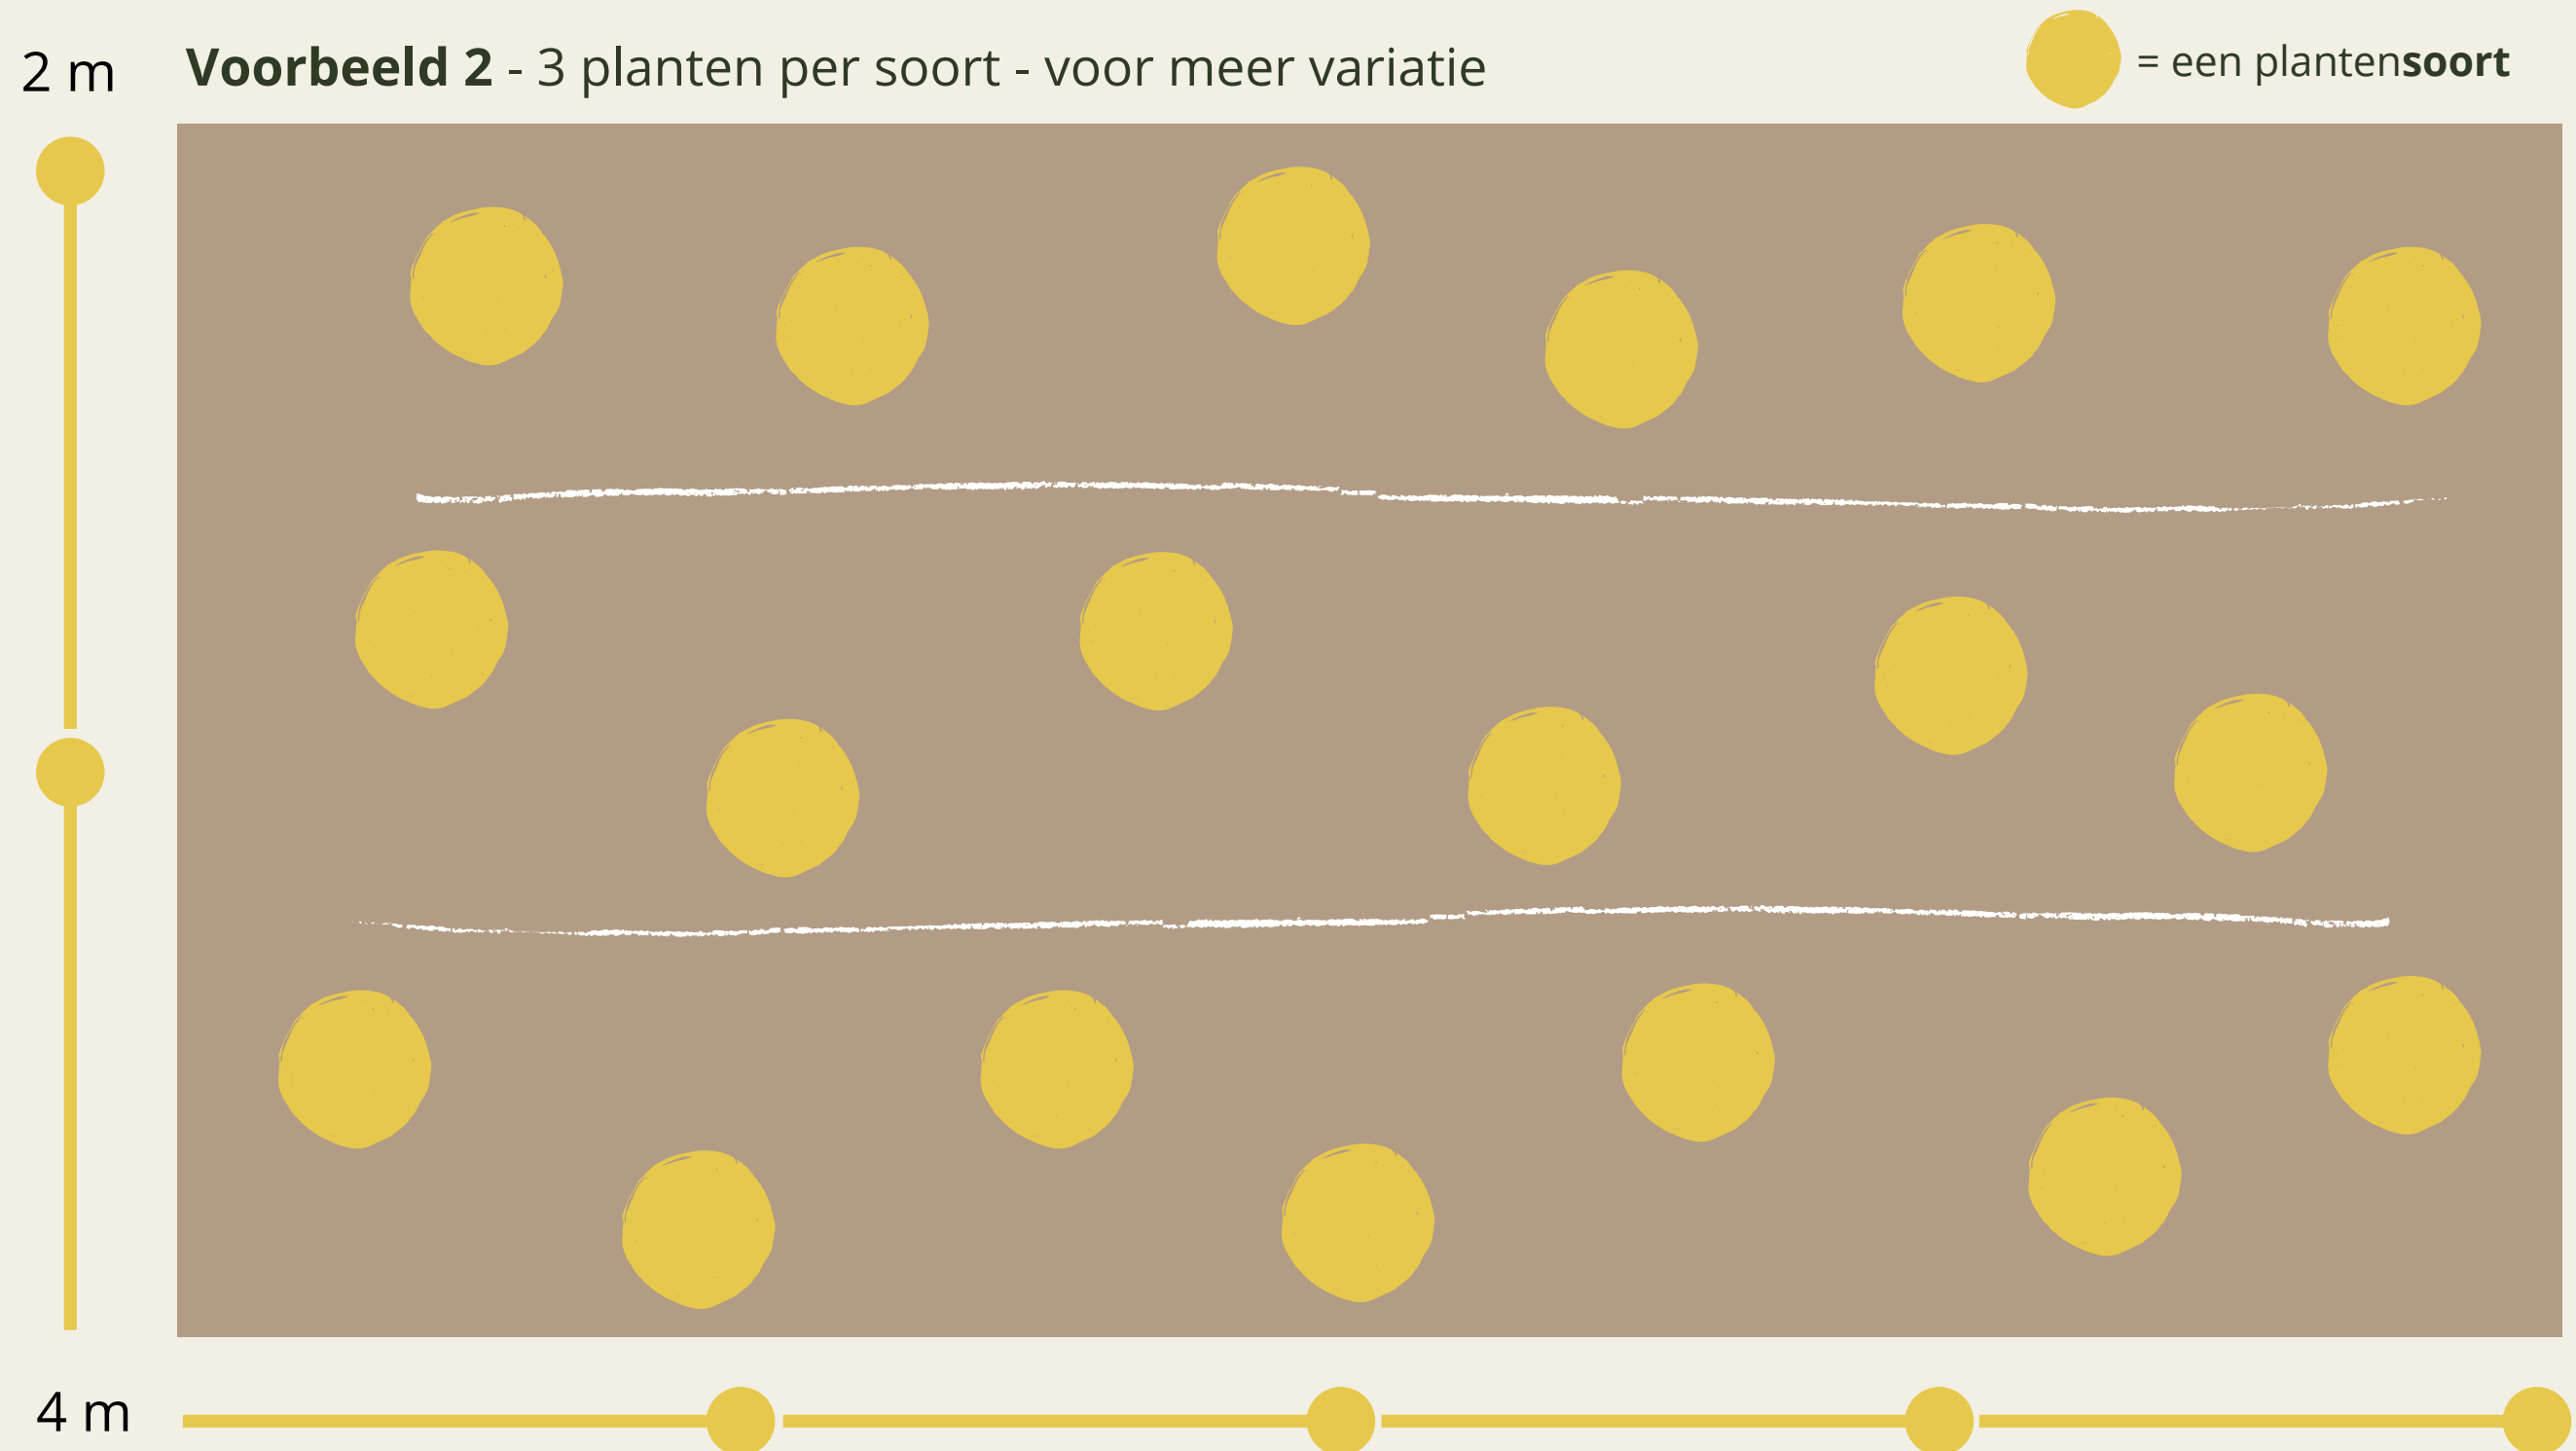 2 m
Voorbeeld 2 - 3 planten per soort - voor meer variatie
= een plantensoort
4 m